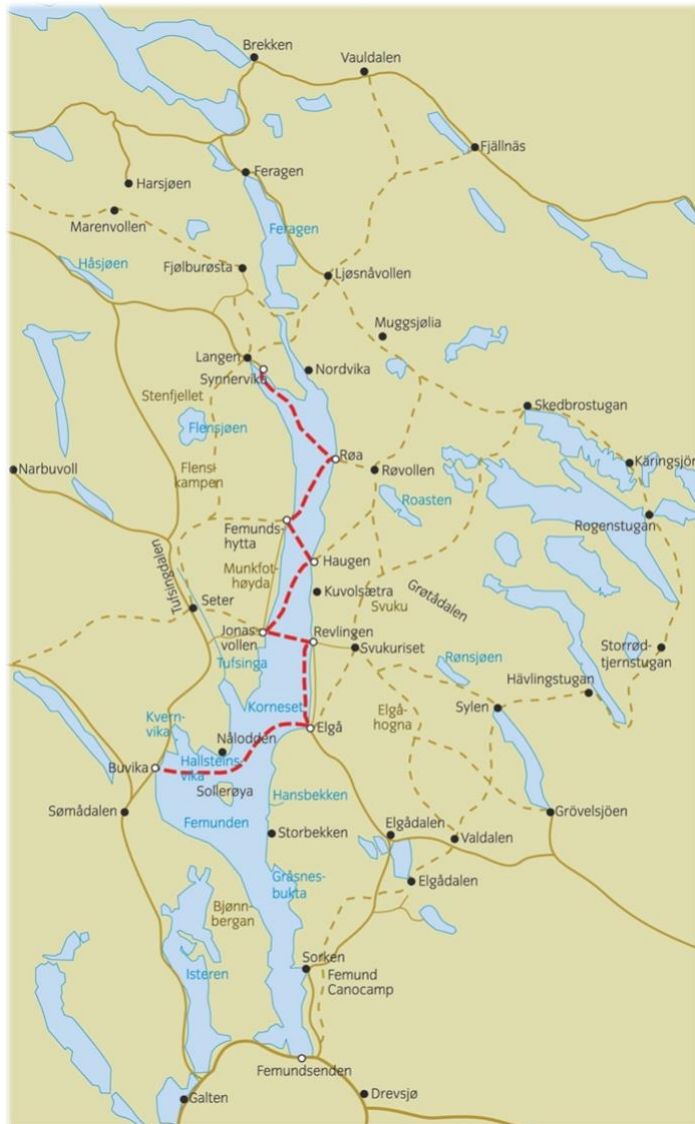 Brekken
Vauldalen
Fjällnäs
Feragen
Harsjøen
Marenvollen
Feragen
Håsjøen
Fjølburøsta
Ljøsnåvollen
Muggsjølia
Langen
Synnervika
Nordvika
Stenfjellet
Skedbrostugan
Flensjøen
Røa
Käringsjön
Narbuvoll
Flens-
kampen
Røvollen
Roasten
Rogenstugan
Femunds-
hytta
Haugen
Munkfot-
høyda
Tufsingdalen
Kuvolsætra
Grøtådalen
Seter
Svuku
Jonas
vollen
Revlingen
Svukuriset
Storrød-
tjernstugan
Tufsinga
Rønsjøen
Hävlingstugan
Korneset
Sylen
Kvern-
vika
Elgå
Elgå-
hogna
Nålodden
Buvika
Hallsteins-
vika
Sollerøya
Hansbekken
Sømådalen
Femunden
Grövelsjöen
Storbekken
Elgådalen
Valdalen
Gråsnes-
bukta
Elgådalen
Bjønn-
bergan
Isteren
Sorken
Femund
Canocamp
Femundsenden
Galten
Drevsjø